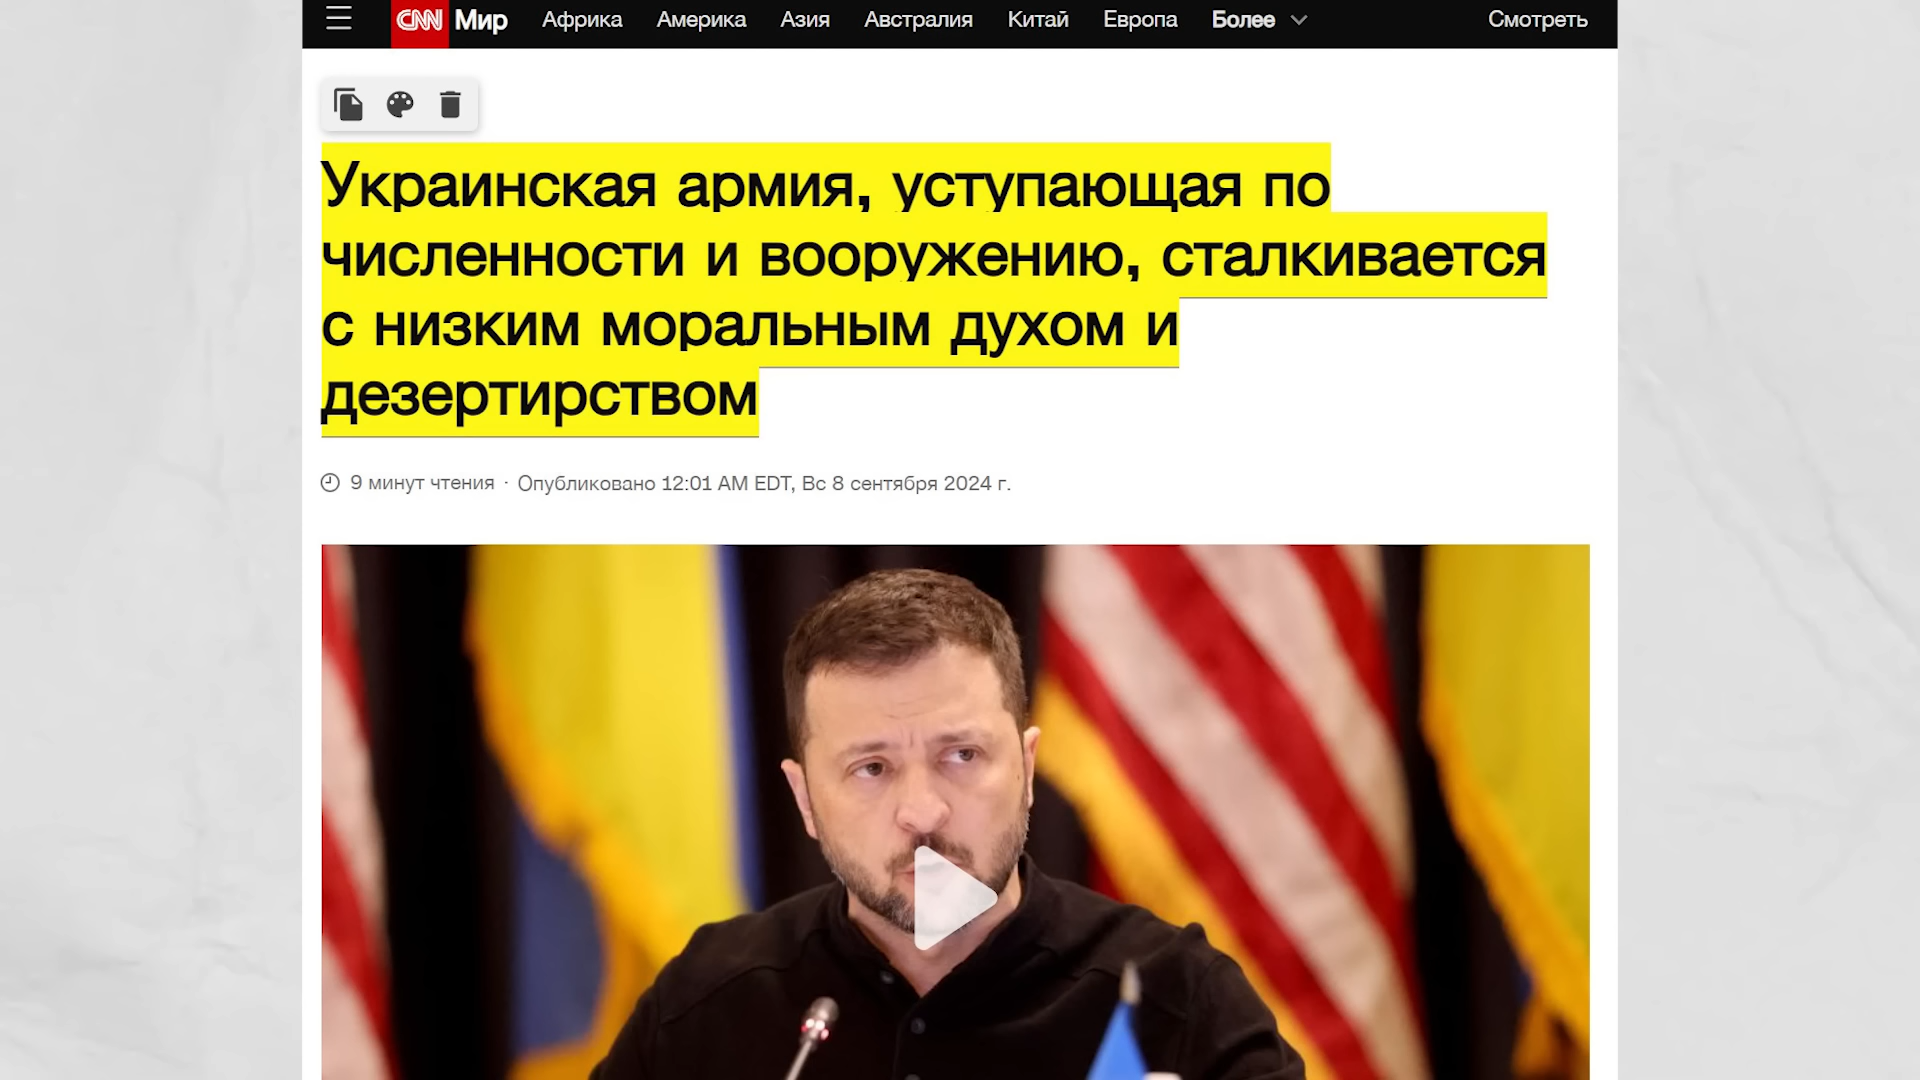 CNN Мир Африка Америка Азия Австралия Китай Европа Более Смотреть
Украинская армия, уступающая по
численности и вооружению, сталкивается
с низким моральным духом и
дезертирством
9 минут чтения · Опубликовано 12:01 AM EDT, Вс 8 сентября 2024 г.